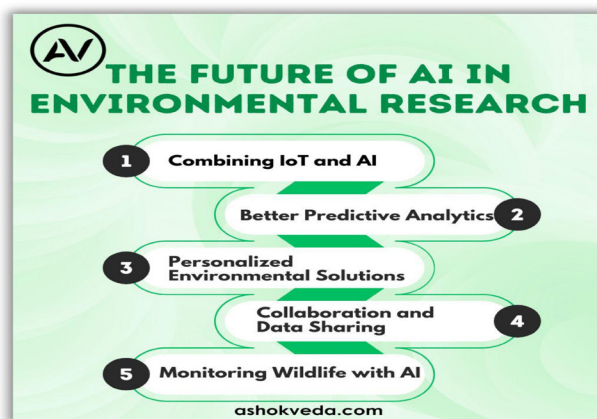 AV
THE FUTURE OF AI IN
ENVIRONMENTAL RESEARCH
1 Combining IoT and AI
Better Predictive Analytics 2
3 Personalized
Environmental Solutions
Collaboration and
Data Sharing 4
5 Monitoring Wildlife with AI
ashokveda.com